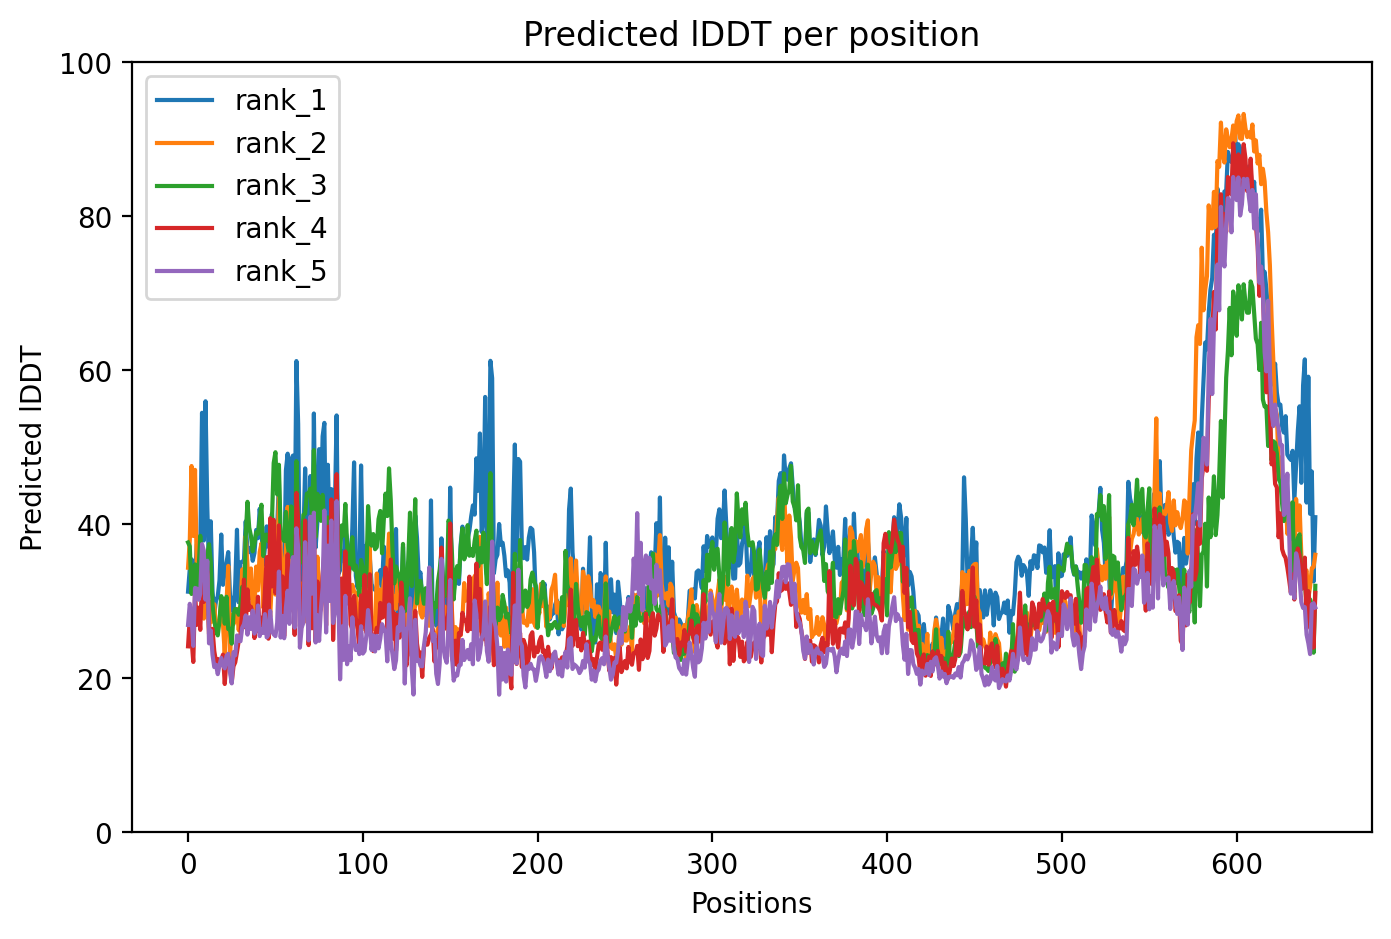 Predicted lDDT per position
100
80
60
40
20
0
Predicted lDDT
rank_1
rank_2
rank_3
rank_4
rank_5
0 100 200 300 400 500 600
Positions